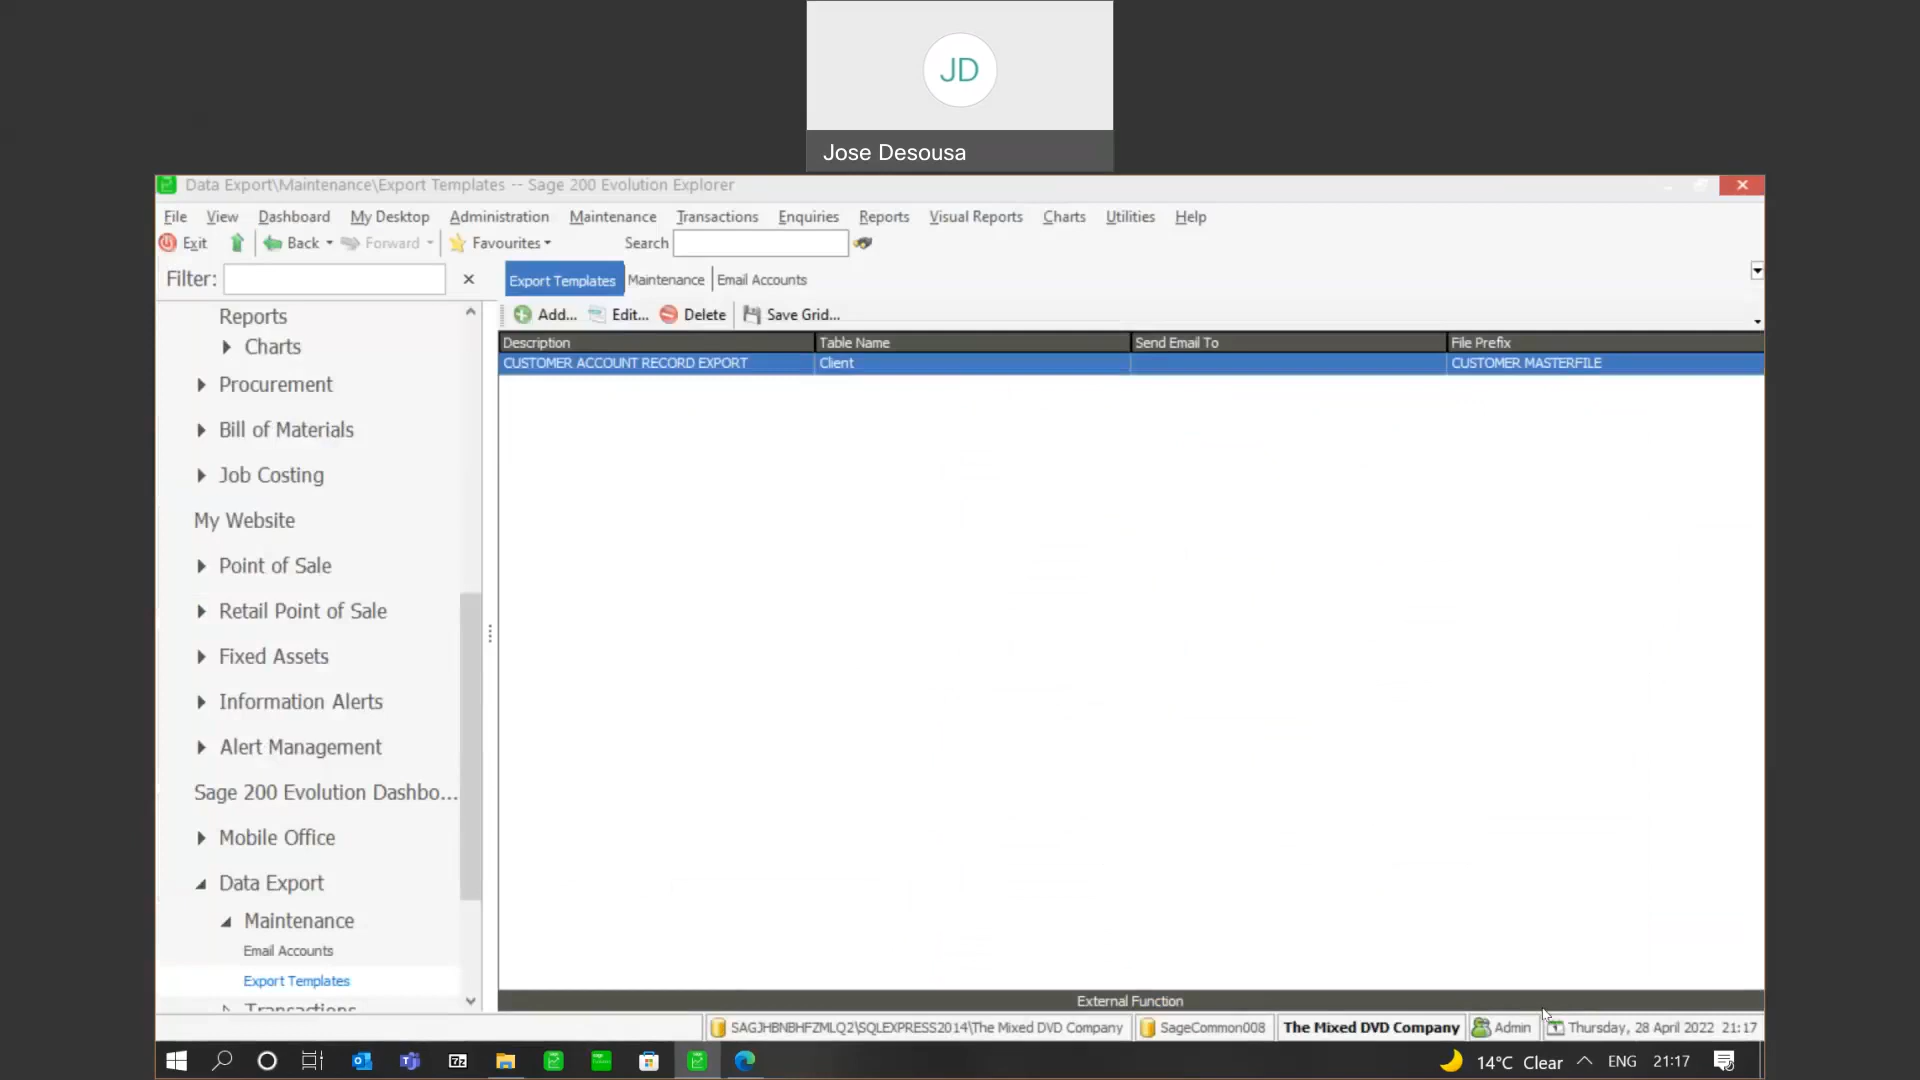 JD
Jose Desousa
Data Export\Maintenance\Export Templates -- Sage 200 Evolution Explorer
File View Dashboard My Desktop Administration Maintenance Transactions Enquiries Reports Visual Reports Charts Utilities Help
Exit Back Forward Favourites Search
Filter:
Export Templates Maintenance Email Accounts
Add... Edit... Delete Save Grid...
Description Table Name Send Email To File Prefix
CUSTOMER ACCOUNT RECORD EXPORT Client CUSTOMER MASTERFILE
Reports
Charts
Procurement
Bill of Materials
Job Costing
My Website
Point of Sale
Retail Point of Sale
Fixed Assets
Information Alerts
Alert Management
Sage 200 Evolution Dashbo...
Mobile Office
Data Export
Maintenance
Email Accounts
Export Templates
Transactions
External Function
SAGJHBNBHFZMLQ2\SQLEXPRESS2014\The Mixed DVD Company SageCommon008 The Mixed DVD Company Admin Thursday, 28 April 2022 21:17
7z 14°C Clear ENG 21:17